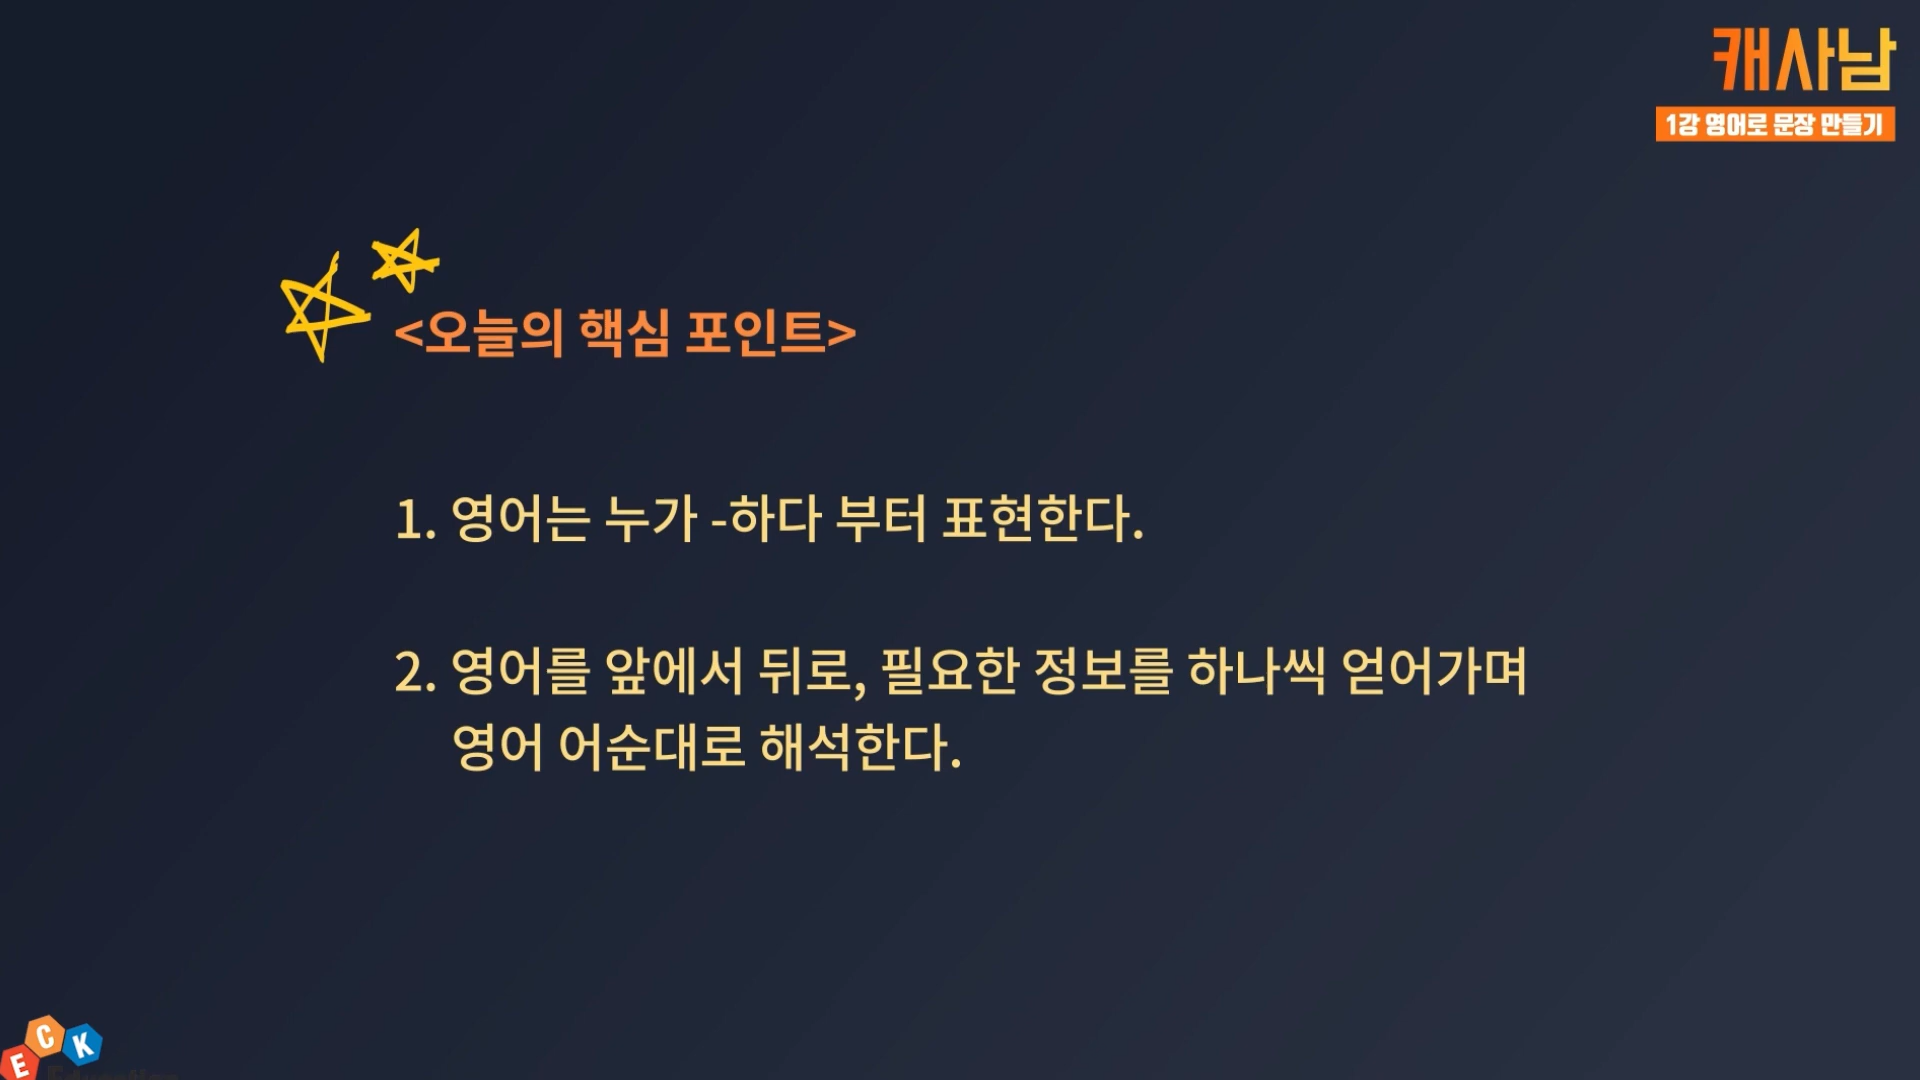 캐사남
1강 영어로 문장 만들기
<오늘의 핵심 포인트>
1. 영어는 누가 -하다 부터 표현한다.
2. 영어를 앞에서 뒤로, 필요한 정보를 하나씩 얻어가며
영어 어순대로 해석한다.
ECK
Education